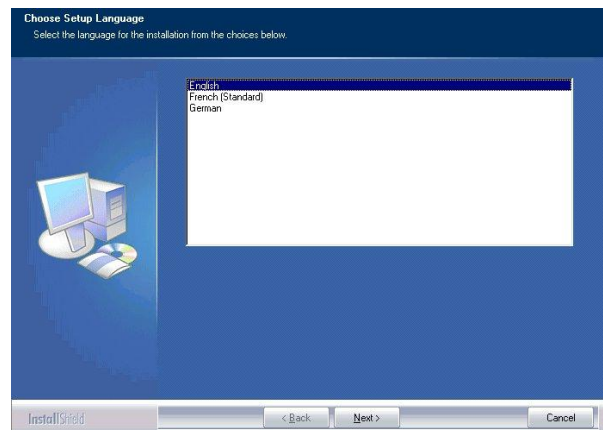 Choose Setup Language
Select the language for the installation from the choices below.
English
French (Standard)
German
InstallShield
< Back
Next >
Cancel